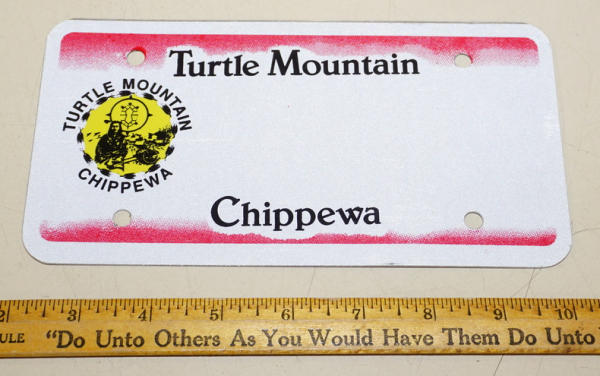 Turtle Mountain
TURTLE MOUNTAIN
CHIPPEWA
Chippewa
2 3 4 5 6 7 8 9 10
ULE "Do Unto Others As You Would Have Them Do Unto